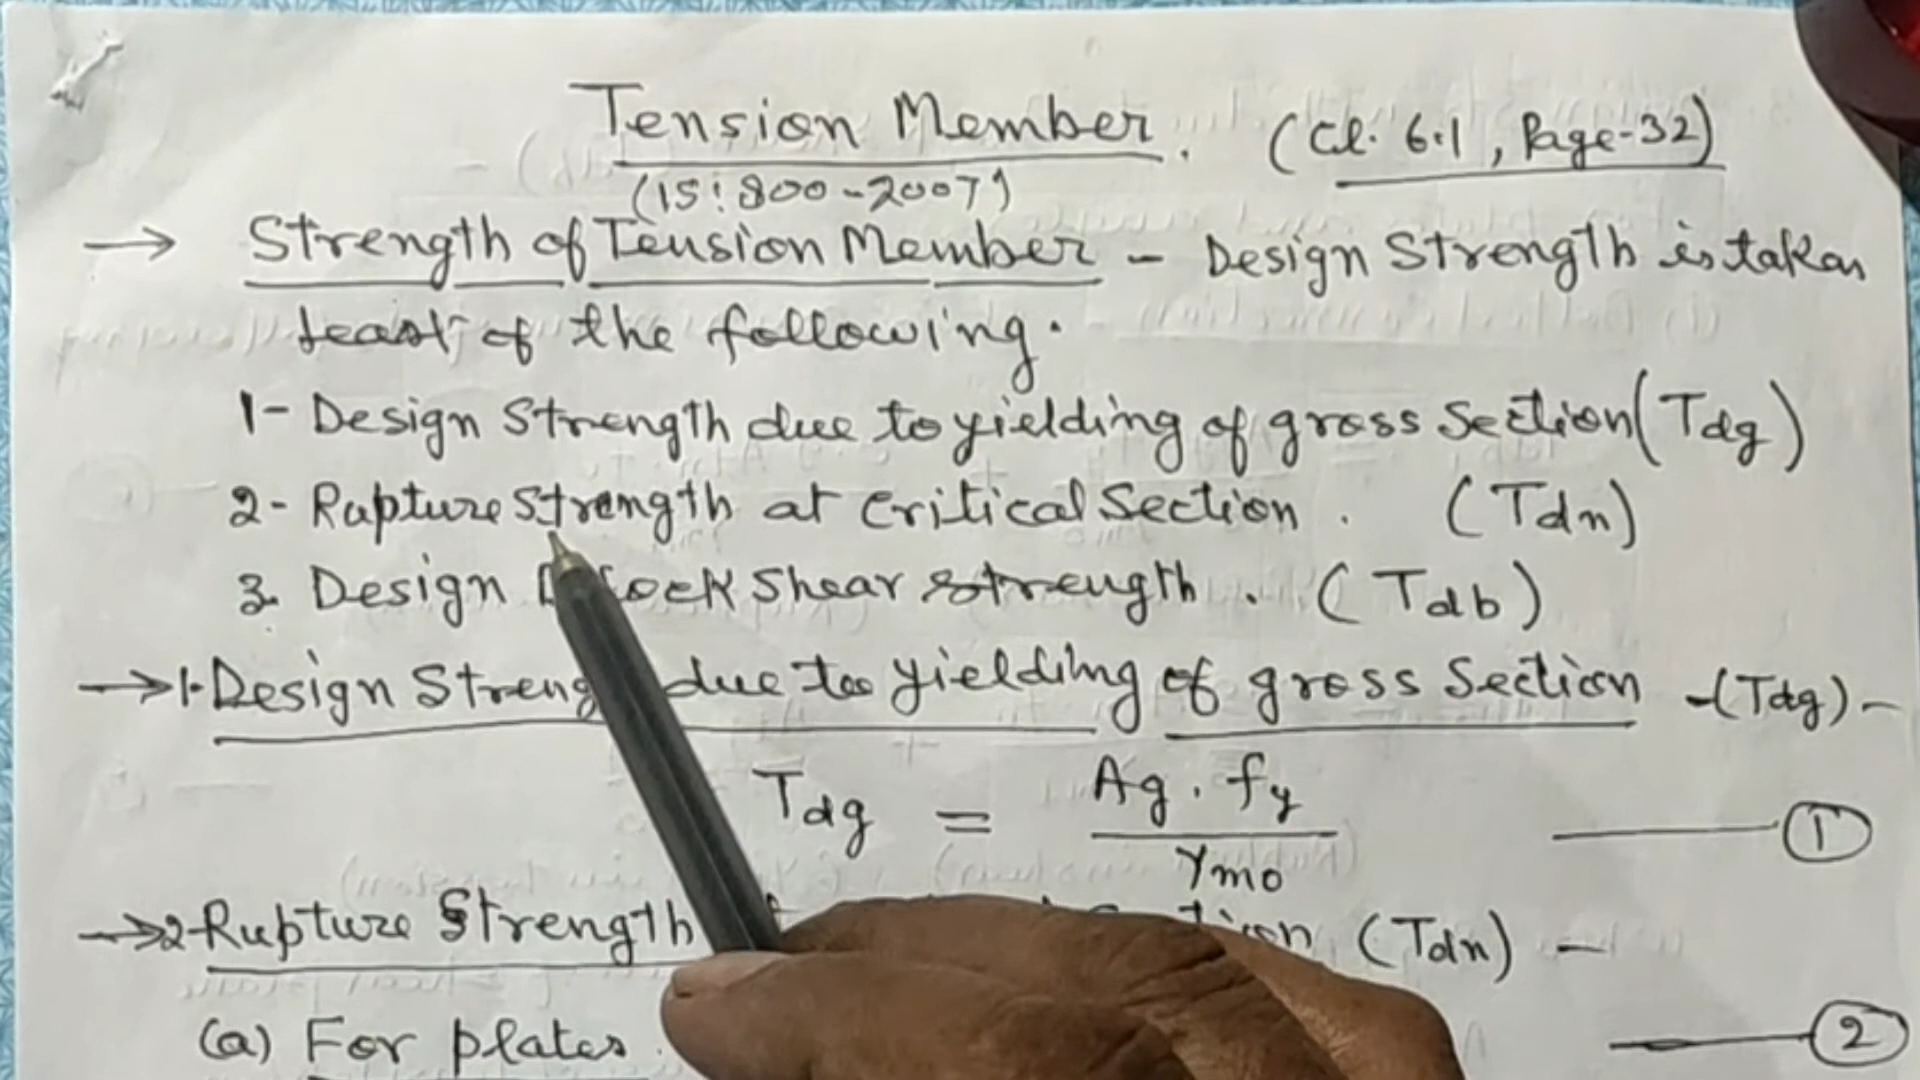 Tension Member. (Cl. 6.1, Page-32)
(IS: 800-2007)
→ Strength of Tension Member - Design Strength is taken
least of the following.
1- Design Strength due to yielding of gross Section (Tdg)
2- Rupture Strength at Critical Section. (Tdn)
3. Design Block Shear Strength. (Tdb)
→1. Design Streng due to yielding of gross Section -(Tdg)-
Tdg = Ag . fy / γmo ——— 1
→2- Rupture Strength (Tdn) -
(a) For plates ——— 2